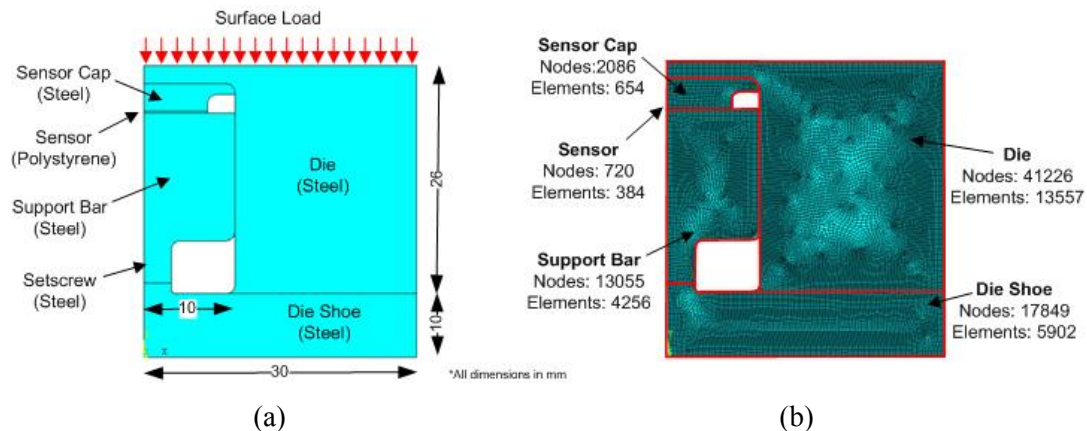 Surface Load
Sensor Cap
(Steel)
Sensor
(Polystyrene)
Support Bar
(Steel)
Setscrew
(Steel)
Die
(Steel)
26
10
Die Shoe
(Steel)
10
30
x
*All dimensions in mm
(a)
Sensor Cap
Nodes:2086
Elements: 654
Sensor
Nodes: 720
Elements: 384
Support Bar
Nodes: 13055
Elements: 4256
Die
Nodes: 41226
Elements: 13557
Die Shoe
Nodes: 17849
Elements: 5902
(b)